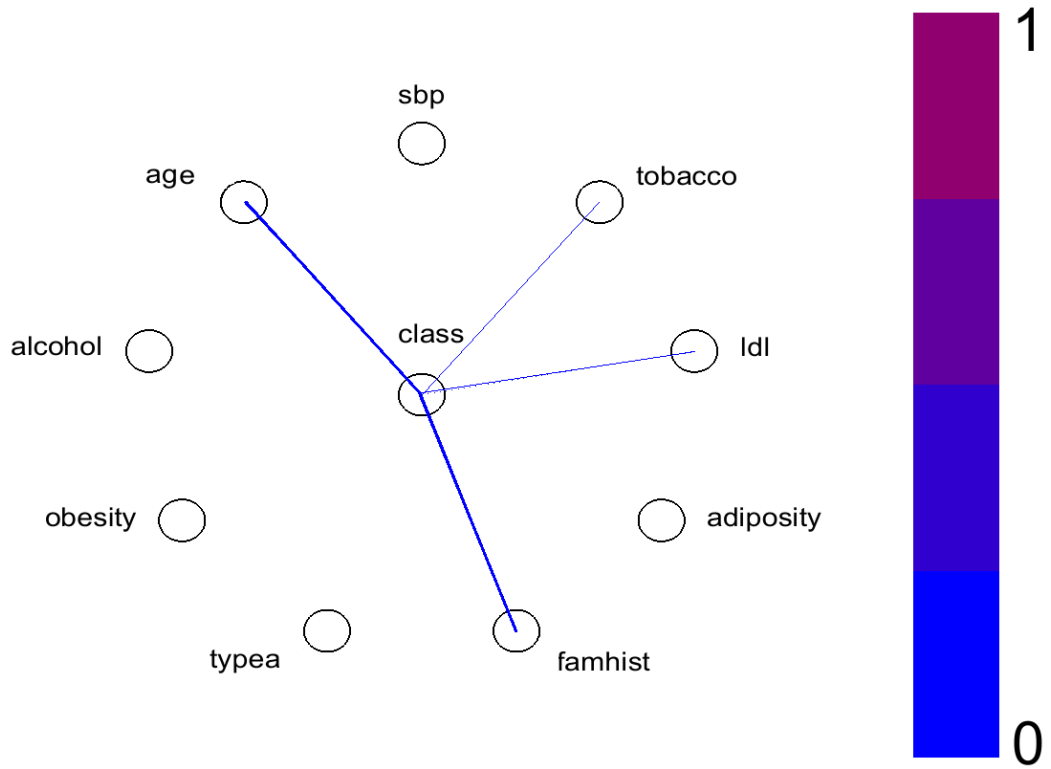 1
sbp
age
tobacco
class
alcohol
ldl
obesity
adiposity
typea
famhist
0